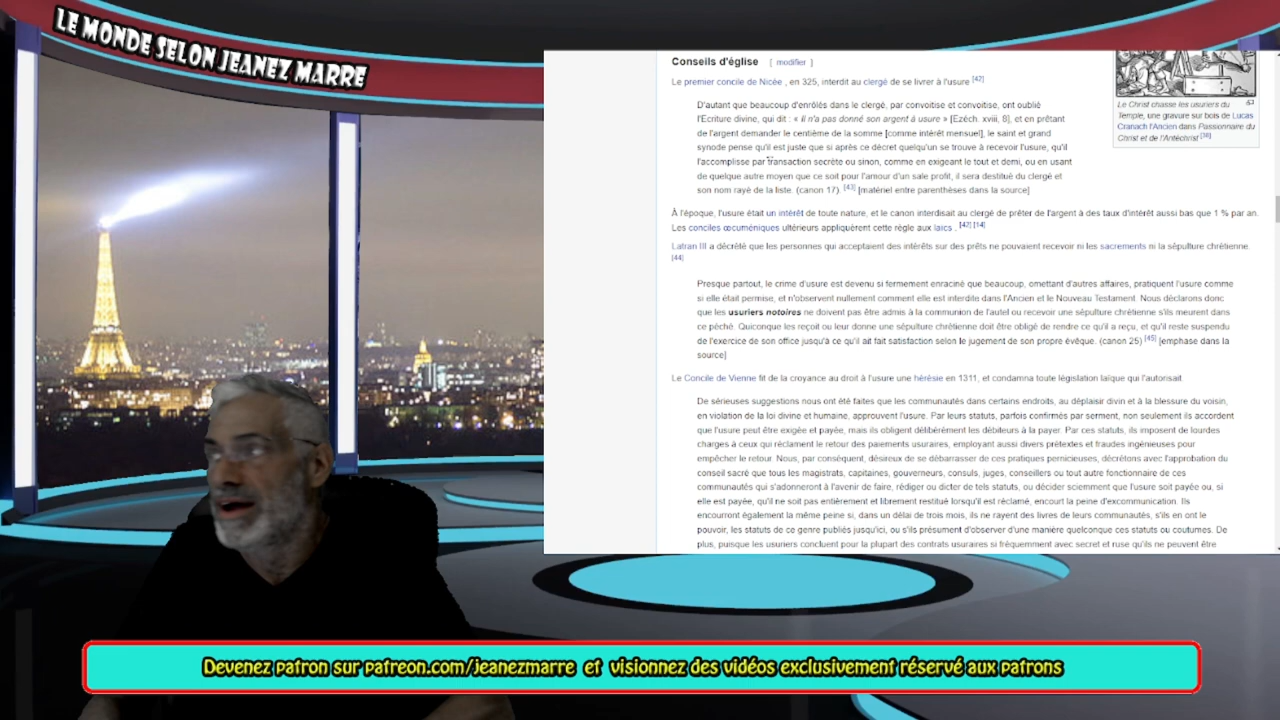 LE MONDE SELON JEANEZ MARRE
Conseils d'église [ modifier ]
Le premier concile de Nicée , en 325, interdit au clergé de se livrer à l'usure [42]
D'autant que beaucoup d'enrôlés dans le clergé, par convoitise et convoitise, ont oublié
l'Ecriture divine, qui dit : « Il n'a pas donné son argent à usure » [Ezéch. xviii, 8], et en prêtant
de l'argent demander le centième de la somme [comme intérêt mensuel], le saint et grand
synode pense qu'il est juste que si après ce décret quelqu'un se trouve à recevoir l'usure, qu'il
l'accomplisse par transaction secrète ou sinon, comme en exigeant le tout et demi, ou en usant
de quelque autre moyen que ce soit pour l'amour d'un sale profit, il sera destitué du clergé et
son nom rayé de la liste. (canon 17). [43] [matériel entre parenthèses dans la source]
Le Christ chasse les usuriers du
Temple, une gravure sur bois de Lucas
Cranach l'Ancien dans Passionnaire du
Christ et de l'Antéchrist [36]
À l'époque, l'usure était un intérêt de toute nature, et le canon interdisait au clergé de prêter de l'argent à des taux d'intérêt aussi bas que 1 % par an.
Les conciles œcuméniques ultérieurs appliquèrent cette règle aux laïcs . [42] [14]
Latran III a décrété que les personnes qui acceptaient des intérêts sur des prêts ne pouvaient recevoir ni les sacrements ni la sépulture chrétienne.
[44]
Presque partout, le crime d'usure est devenu si fermement enraciné que beaucoup, omettant d'autres affaires, pratiquent l'usure comme
si elle était permise, et n'observent nullement comment elle est interdite dans l'Ancien et le Nouveau Testament. Nous déclarons donc
que les usuriers notoires ne doivent pas être admis à la communion de l'autel ou recevoir une sépulture chrétienne s'ils meurent dans
ce péché. Quiconque les reçoit ou leur donne une sépulture chrétienne doit être obligé de rendre ce qu'il a reçu, et qu'il reste suspendu
de l'exercice de son office jusqu'à ce qu'il ait fait satisfaction selon le jugement de son propre évêque. (canon 25) [45] [emphase dans la
source]
Le Concile de Vienne fit de la croyance au droit à l'usure une hérésie en 1311, et condamna toute législation laïque qui l'autorisait
De sérieuses suggestions nous ont été faites que les communautés dans certains endroits, au déplaisir divin et à la blessure du voisin,
en violation de la loi divine et humaine, approuvent l'usure. Par leurs statuts, parfois confirmés par serment, non seulement ils accordent
que l'usure peut être exigée et payée, mais ils obligent délibérément les débiteurs à la payer. Par ces statuts, ils imposent de lourdes
charges à ceux qui réclament le retour des paiements usuraires, employant aussi divers prétextes et fraudes ingénieuses pour
empêcher le retour. Nous, par conséquent, désireux de se débarrasser de ces pratiques pernicieuses, décrétons avec l'approbation du
conseil sacré que tous les magistrats, capitaines, gouverneurs, consuls, juges, conseillers ou tout autre fonctionnaire de ces
communautés qui s'adonneront à l'avenir de faire, rédiger ou dicter de tels statuts, ou décider sciemment que l'usure soit payée ou, si
elle est payée, qu'il ne soit pas entièrement et librement restitué lorsqu'il est réclamé, encourt la peine d'excommunication. Ils
encourront également la même peine si, dans un délai de trois mois, ils ne rayent des livres de leurs communautés, s'ils en ont le
pouvoir, les statuts de ce genre publiés jusqu'ici, ou s'ils présument d'observer d'une manière quelconque ces statuts ou coutumes. De
plus, puisque les usuriers concluent pour la plupart des contrats usuraires si fréquemment avec secret et ruse qu'ils ne peuvent être
Devenez patron sur patreon.com/jeanezmarre et visionnez des vidéos exclusivement réservé aux patrons